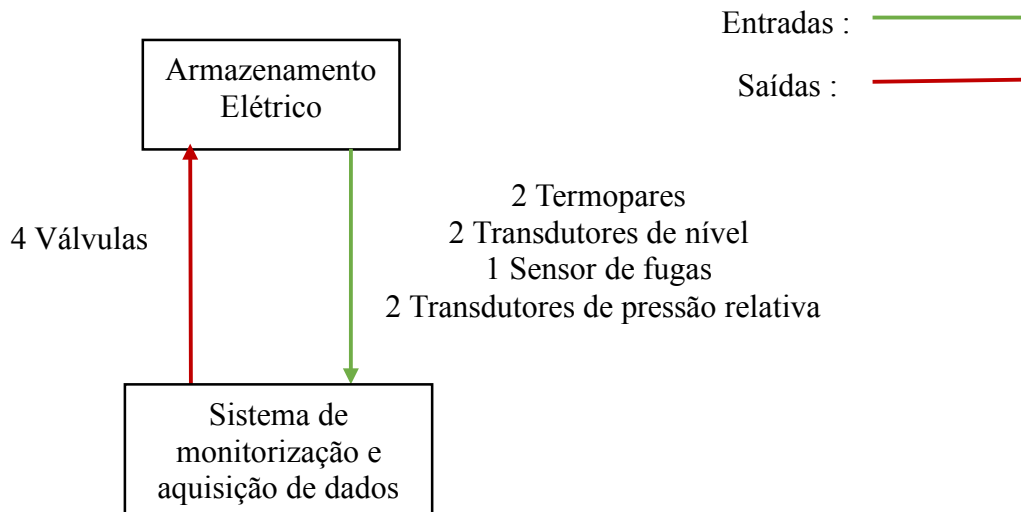 Entradas :
Saídas :
Armazenamento
Elétrico
4 Válvulas
2 Termopares
2 Transdutores de nível
1 Sensor de fugas
2 Transdutores de pressão relativa
Sistema de
monitorização e
aquisição de dados